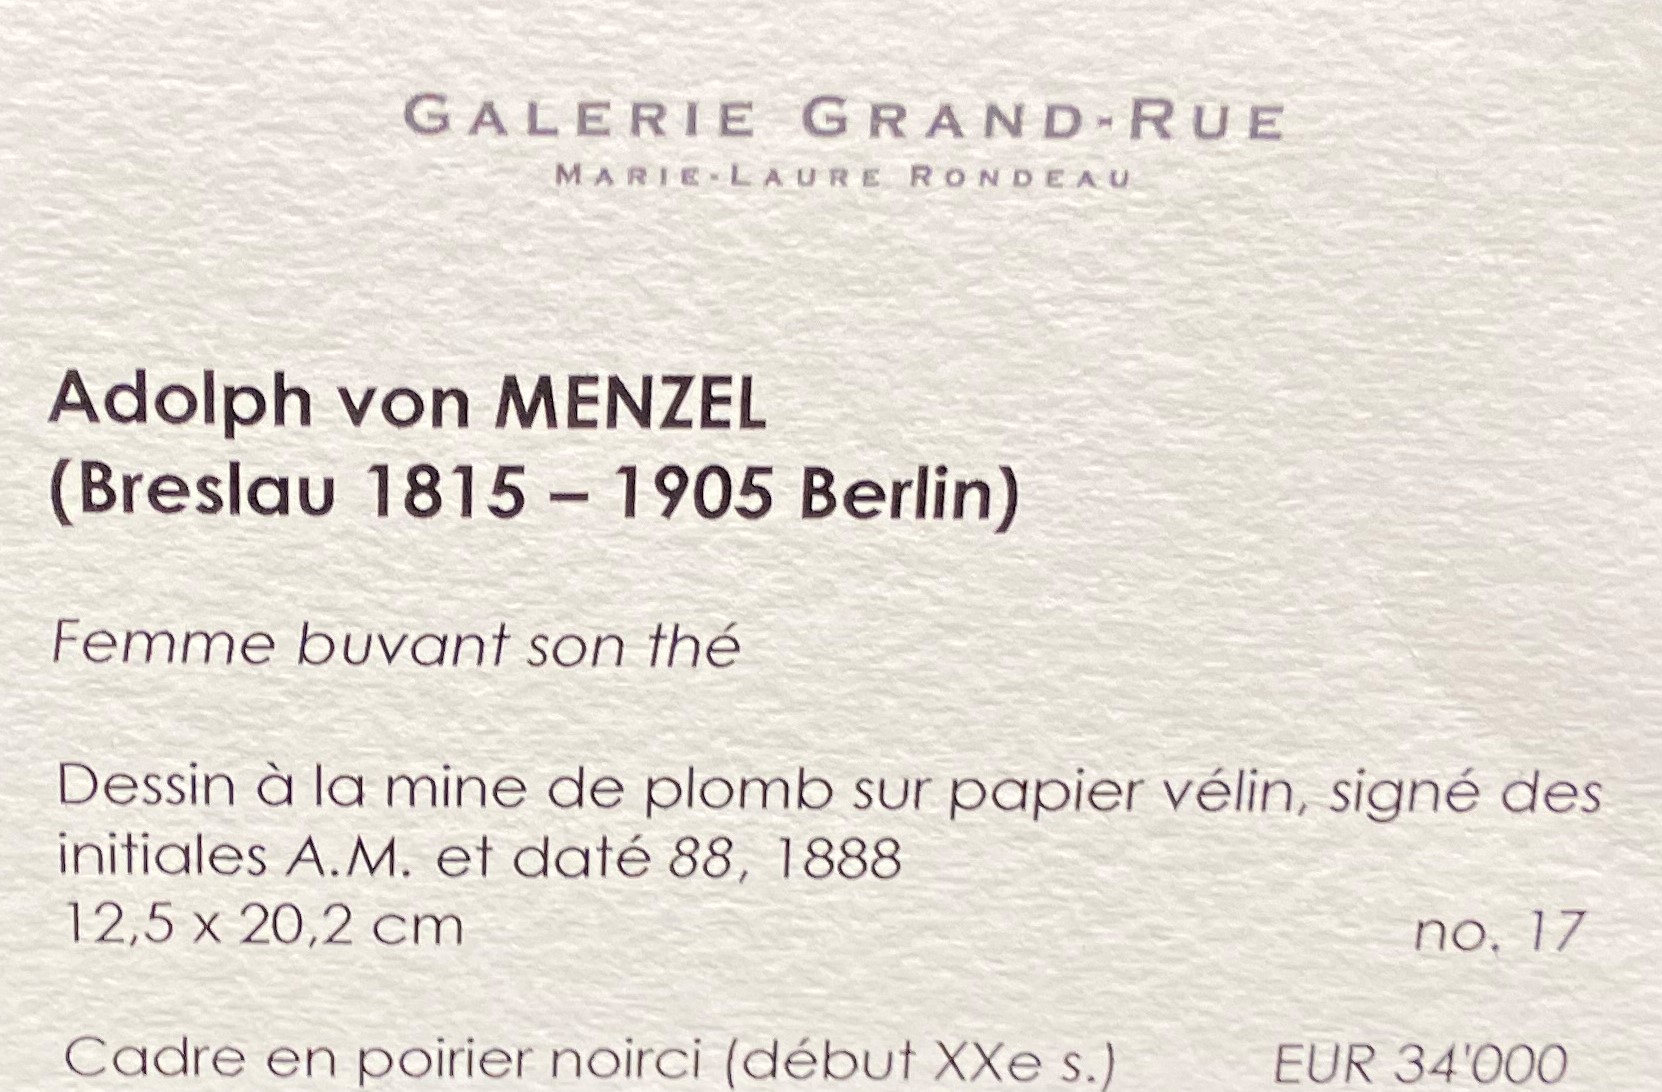 GALERIE GRAND-RUE
MARIE-LAURE RONDEAU
Adolph von MENZEL
(Breslau 1815 – 1905 Berlin)
Femme buvant son thé
Dessin à la mine de plomb sur papier vélin, signé des
initiales A.M. et daté 88, 1888
12,5 x 20,2 cm no. 17
Cadre en poirier noirci (début XXe s.) EUR 34'000